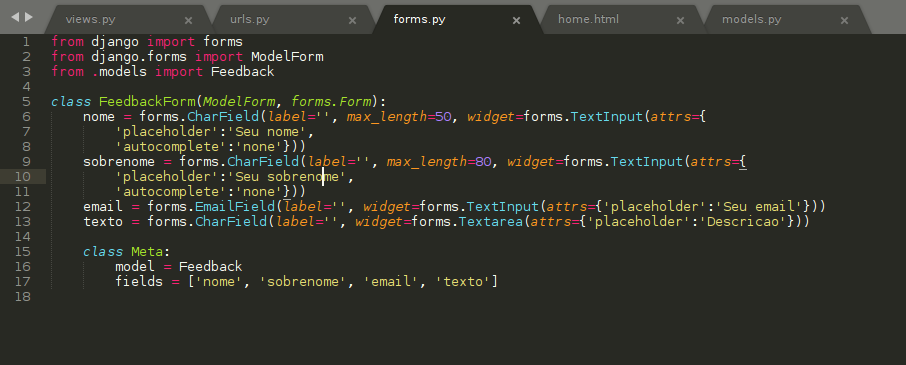 views.py × urls.py × forms.py × home.html × models.py ×
1 from django import forms
2 from django.forms import ModelForm
3 from .models import Feedback
4
5 class FeedbackForm(ModelForm, forms.Form):
6     nome = forms.CharField(label='', max_length=50, widget=forms.TextInput(attrs={
7         'placeholder':'Seu nome',
8         'autocomplete':'none'}))
9     sobrenome = forms.CharField(label='', max_length=80, widget=forms.TextInput(attrs={
10         'placeholder':'Seu sobrenome',
11         'autocomplete':'none'}))
12     email = forms.EmailField(label='', widget=forms.TextInput(attrs={'placeholder':'Seu email'}))
13     texto = forms.CharField(label='', widget=forms.Textarea(attrs={'placeholder':'Descricao'}))
14
15     class Meta:
16         model = Feedback
17         fields = ['nome', 'sobrenome', 'email', 'texto']
18